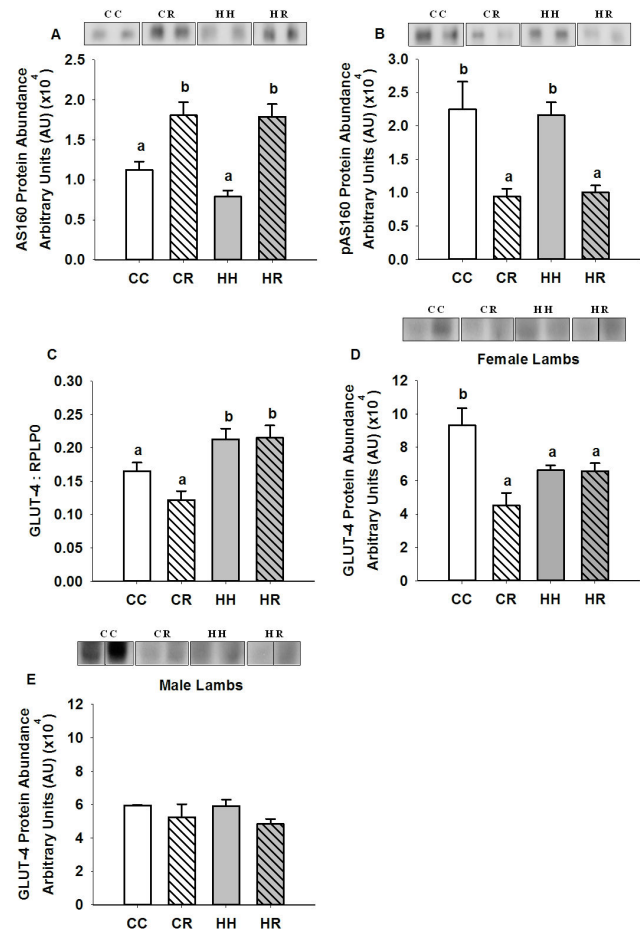 CC CR HH HR
A
AS160 Protein Abundance
Arbitrary Units (AU) (x10⁴)
2.5
2.0
1.5
1.0
0.5
0.0
a
b
a
b
CC CR HH HR
CC CR HH HR
B
pAS160 Protein Abundance
Arbitrary Units (AU) (x10⁴)
3.0
2.5
2.0
1.5
1.0
0.5
0.0
b
a
b
a
CC CR HH HR
C
GLUT-4 : RPLP0
0.30
0.25
0.20
0.15
0.10
0.05
0.00
a
a
b
b
CC CR HH HR
CC CR HH HR
D
Female Lambs
GLUT-4 Protein Abundance
Arbitrary Units (AU) (x10⁴)
12
10
8
6
4
2
0
b
a
a
a
CC CR HH HR
CC CR HH HR
E
Male Lambs
GLUT-4 Protein Abundance
Arbitrary Units (AU) (x10⁴)
12
10
8
6
4
2
0
CC CR HH HR